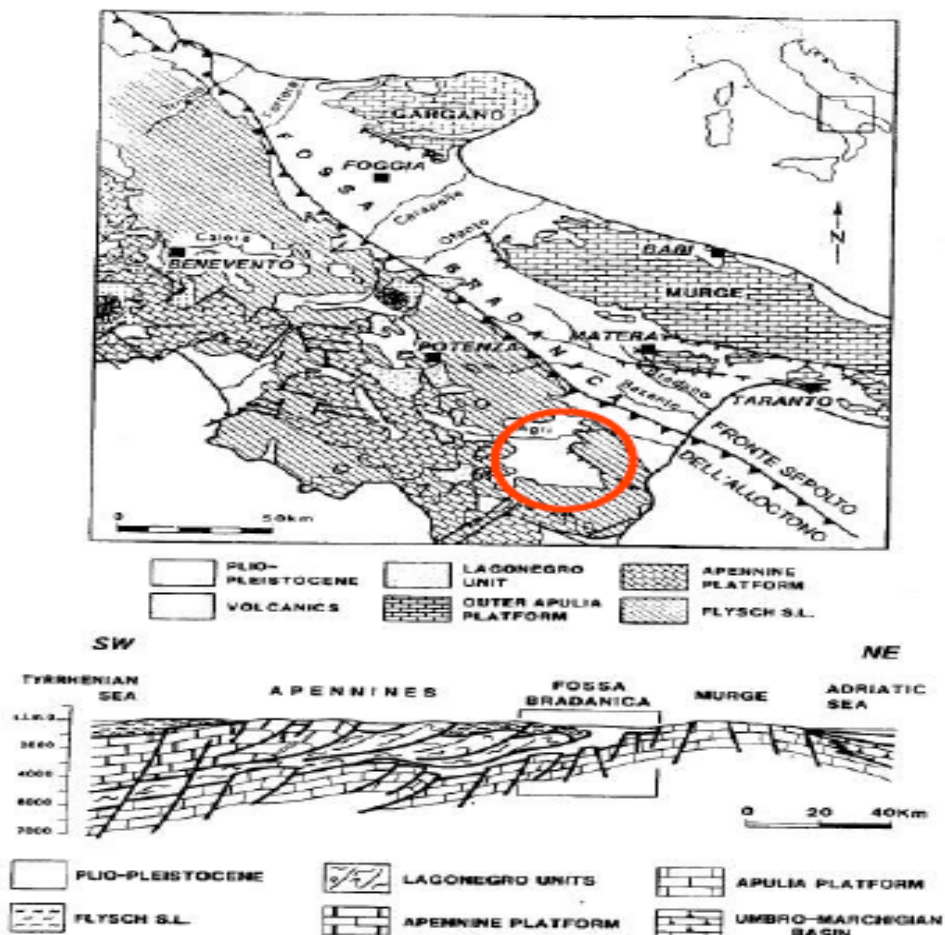 GARGANO
Fortore
FOGGIA
FOSSA
Carapelle
Ofanto
N
Calore
BENEVENTO
BARI
MURGE
BRADANICA
MATERA
POTENZA
Basento
TARANTO
Agri
FRONTE SEPOLTO
DELL'ALLOCTONO
0 50km
PLIO-
PLEISTOCENE
LAGONEGRO
UNIT
APENNINE
PLATFORM
VOLCANICS
OUTER APULIA
PLATFORM
FLYSCH S.L.
SW
NE
TYRRHENIAN
SEA
APENNINES
FOSSA
BRADANICA
MURGE
ADRIATIC
SEA
4000
0 20 40Km
PLIO-PLEISTOCENE
LAGONEGRO UNITS
APULIA PLATFORM
FLYSCH S.L.
APENNINE PLATFORM
UMBRO-MARCHIGIAN
BASIN